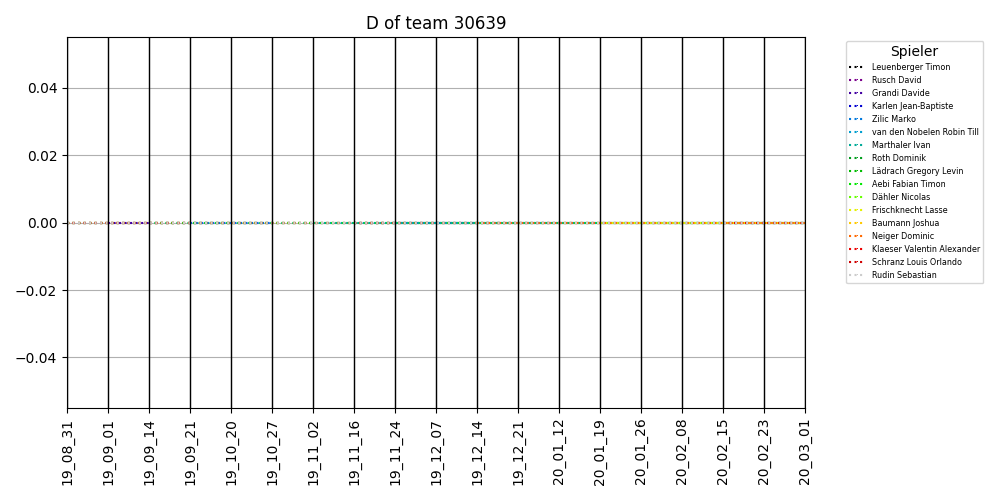 D of team 30639
0.04
0.02
0.00
−0.02
−0.04
19_08_31
19_09_01
19_09_14
19_09_21
19_10_20
19_10_27
19_11_02
19_11_16
19_11_24
19_12_07
19_12_14
19_12_21
20_01_12
20_01_19
20_01_26
20_02_08
20_02_15
20_02_23
20_03_01
Spieler
Leuenberger Timon
Rusch David
Grandi Davide
Karlen Jean-Baptiste
Zilic Marko
van den Nobelen Robin Till
Marthaler Ivan
Roth Dominik
Lädrach Gregory Levin
Aebi Fabian Timon
Dähler Nicolas
Frischknecht Lasse
Baumann Joshua
Neiger Dominic
Klaeser Valentin Alexander
Schranz Louis Orlando
Rudin Sebastian